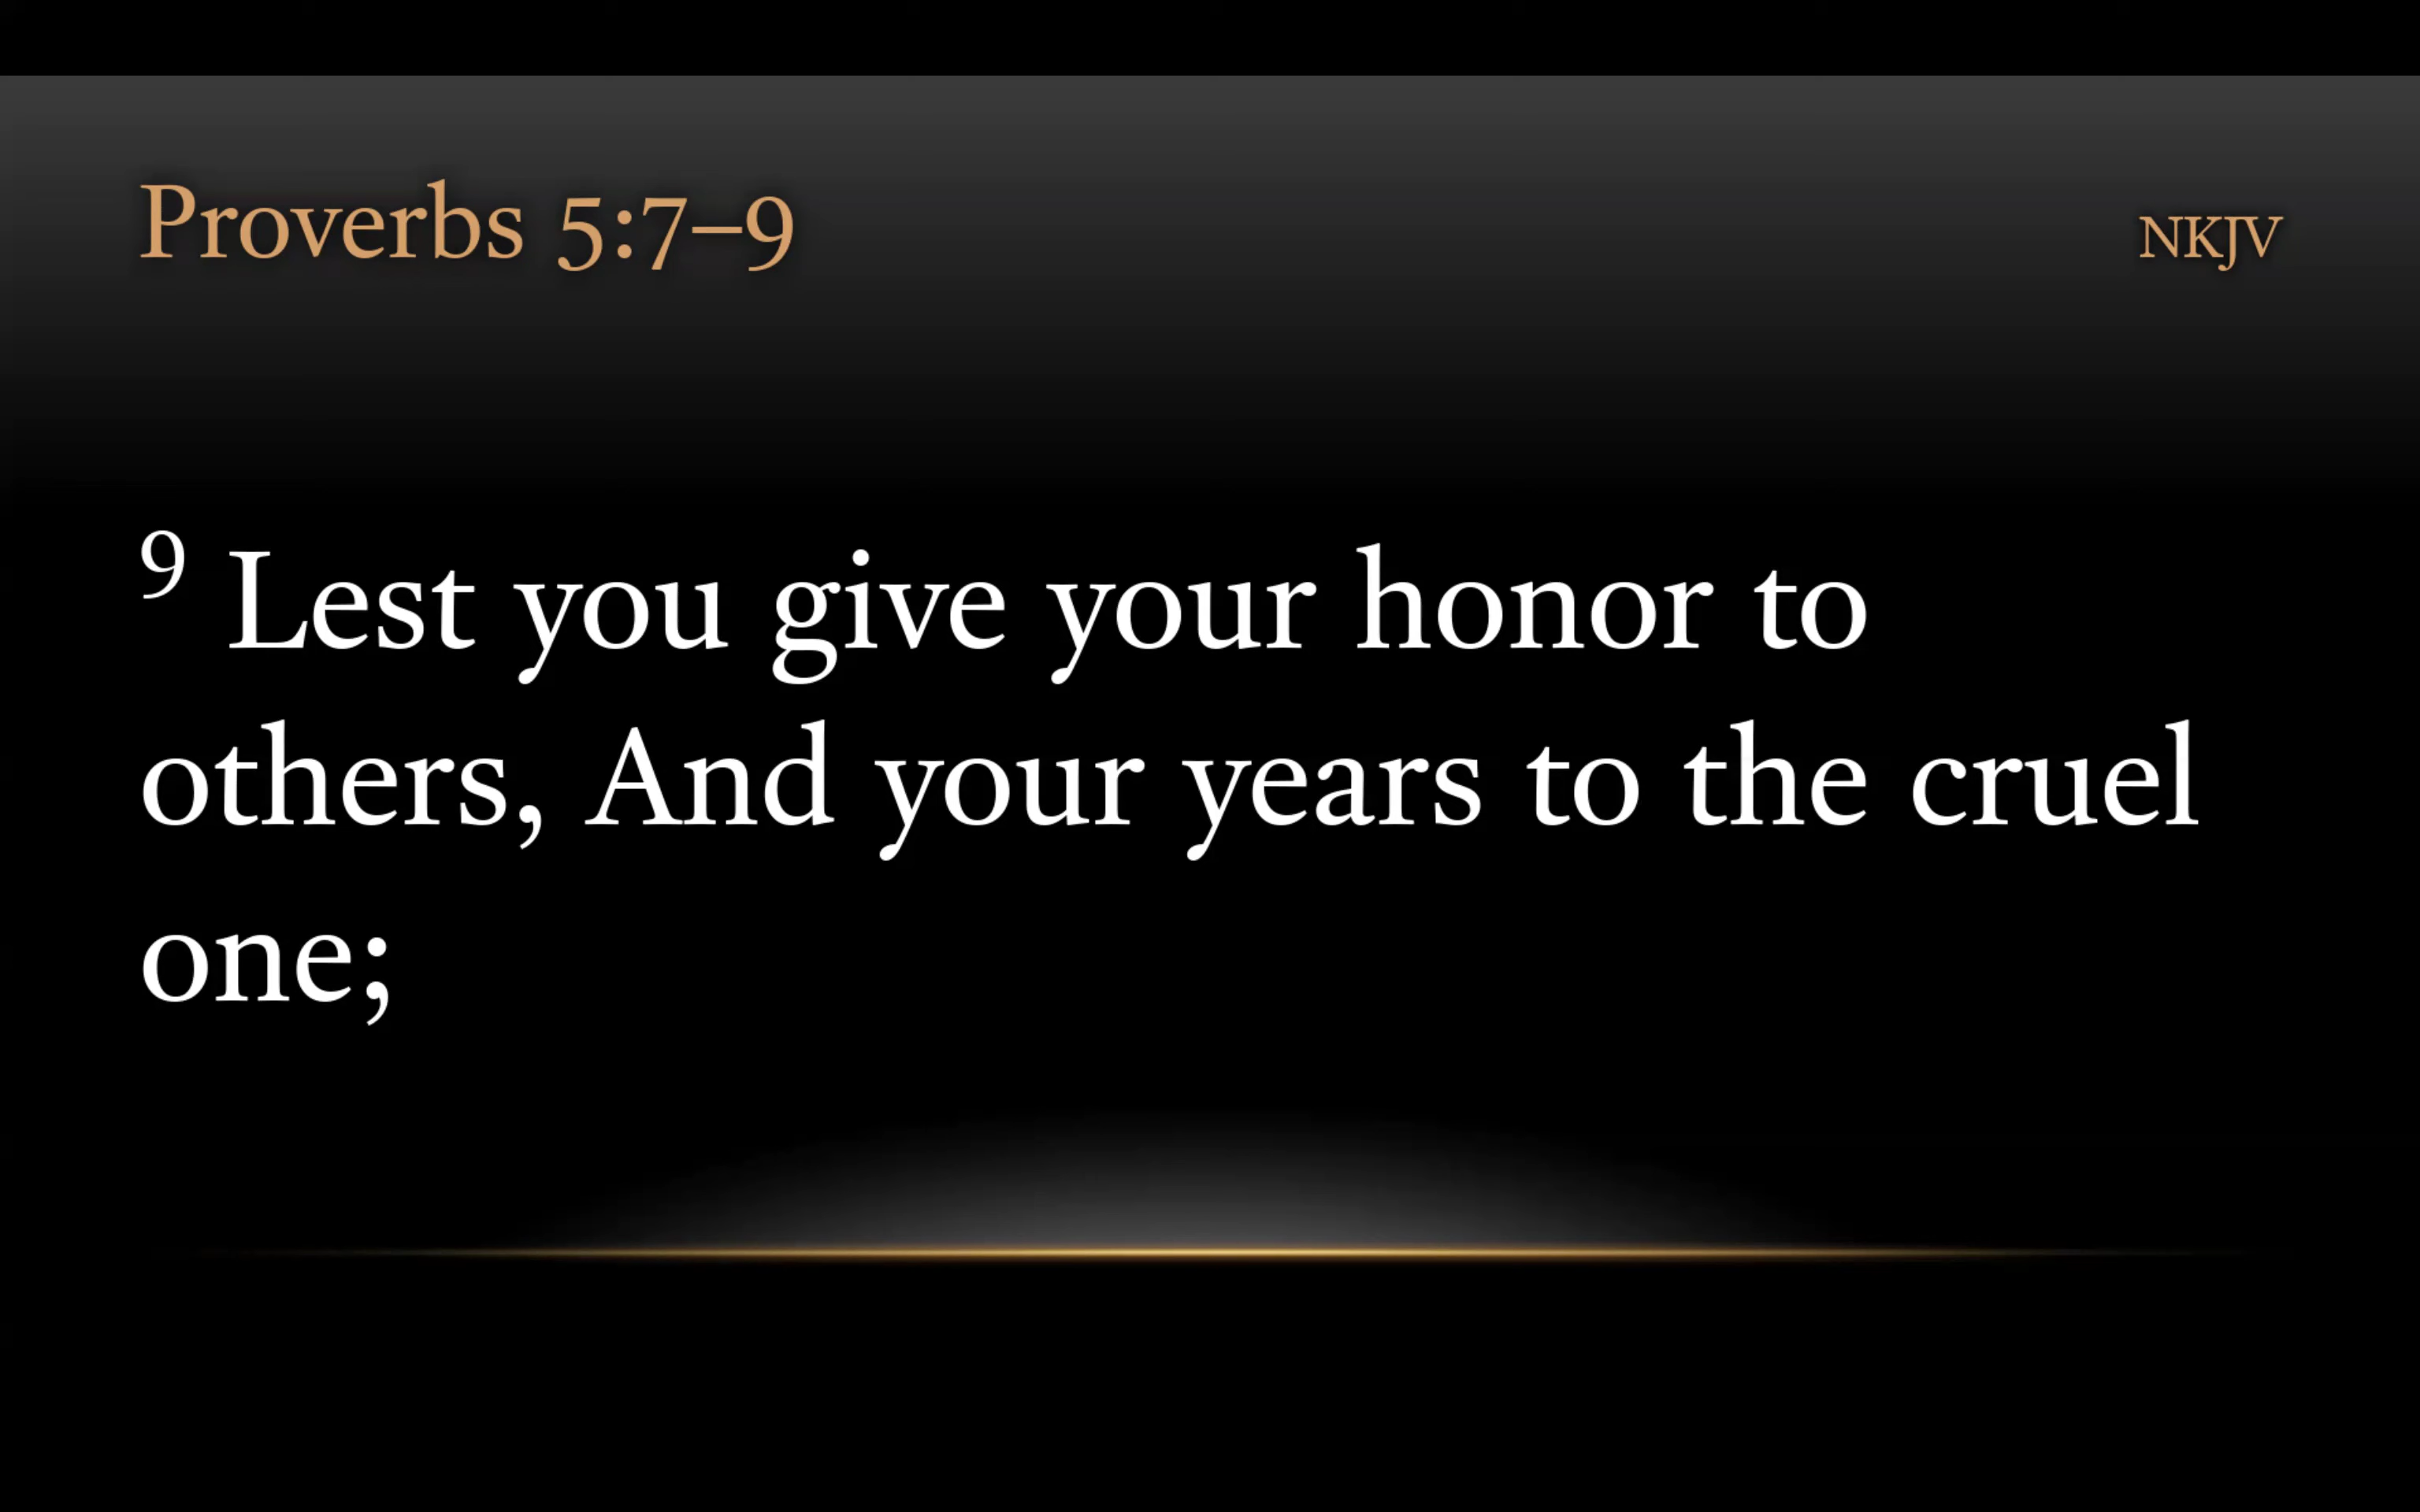 Proverbs 5:7–9
NKJV
9 Lest you give your honor to
others, And your years to the cruel
one;